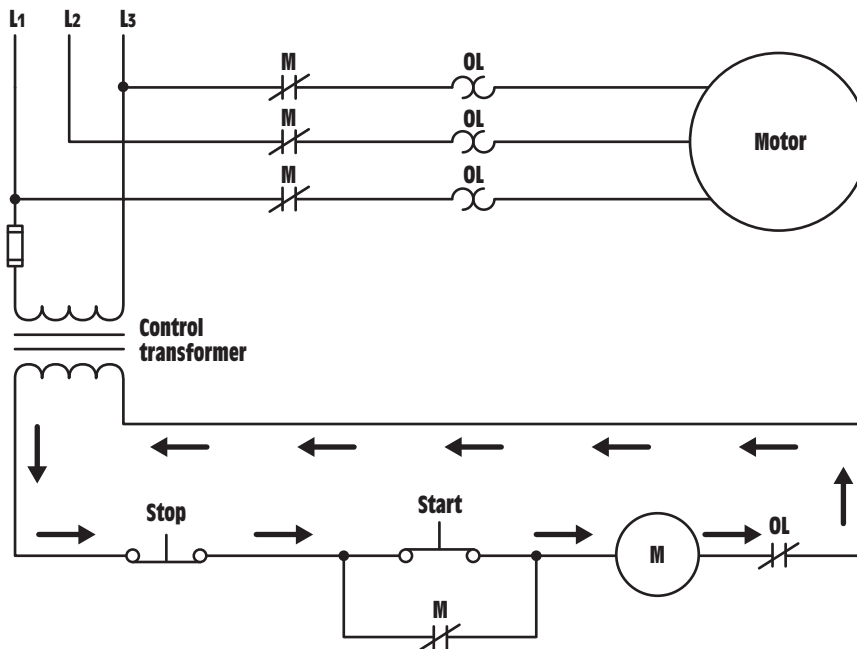 L1 L2 L3
M OL
M OL
Motor
M OL
Control
transformer
Stop
Start
OL
M
M